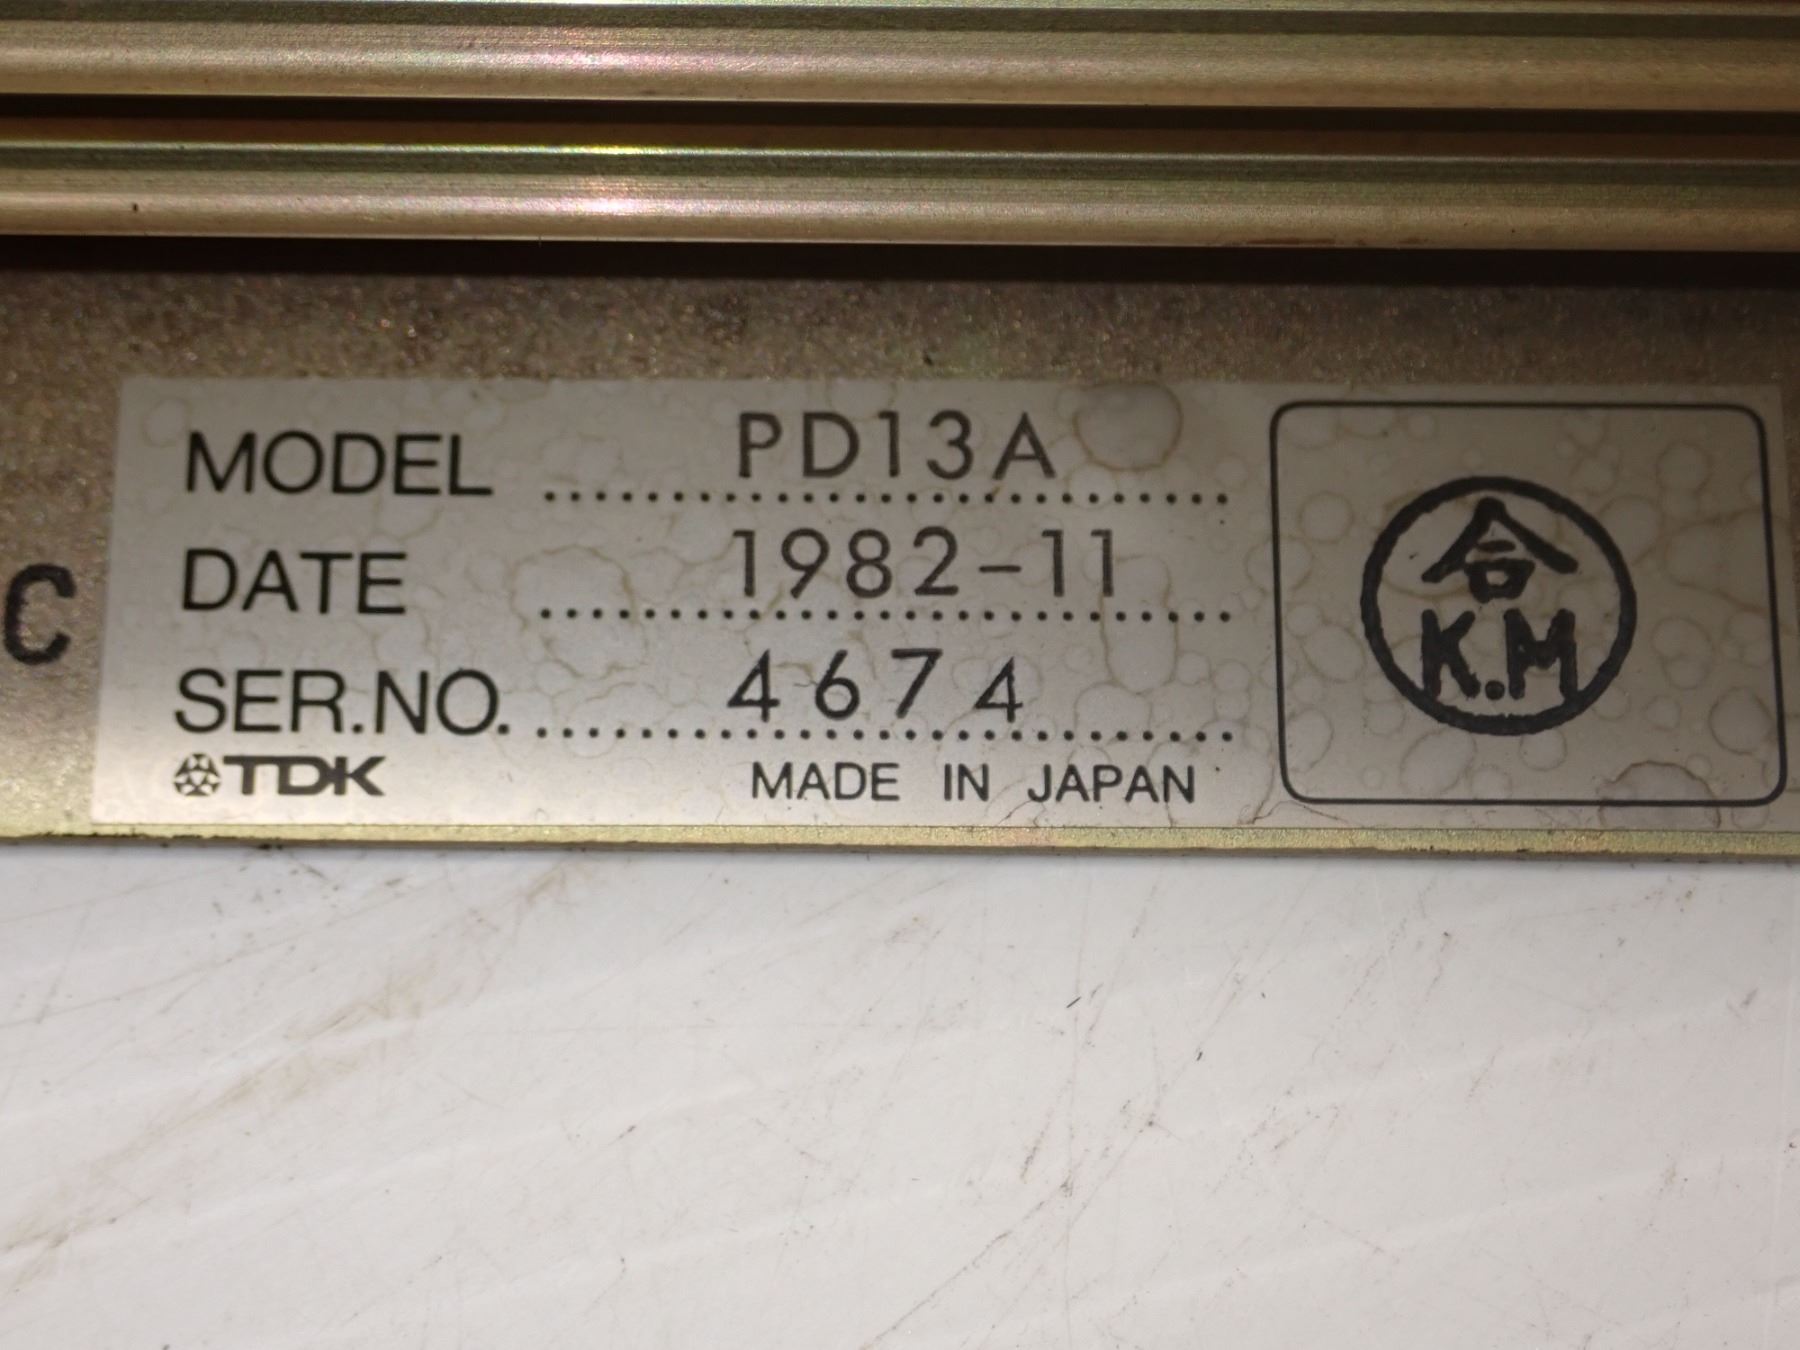 MODEL PD13A
DATE 1982-11
SER.NO. 4674
TDK MADE IN JAPAN
合
K.M
C